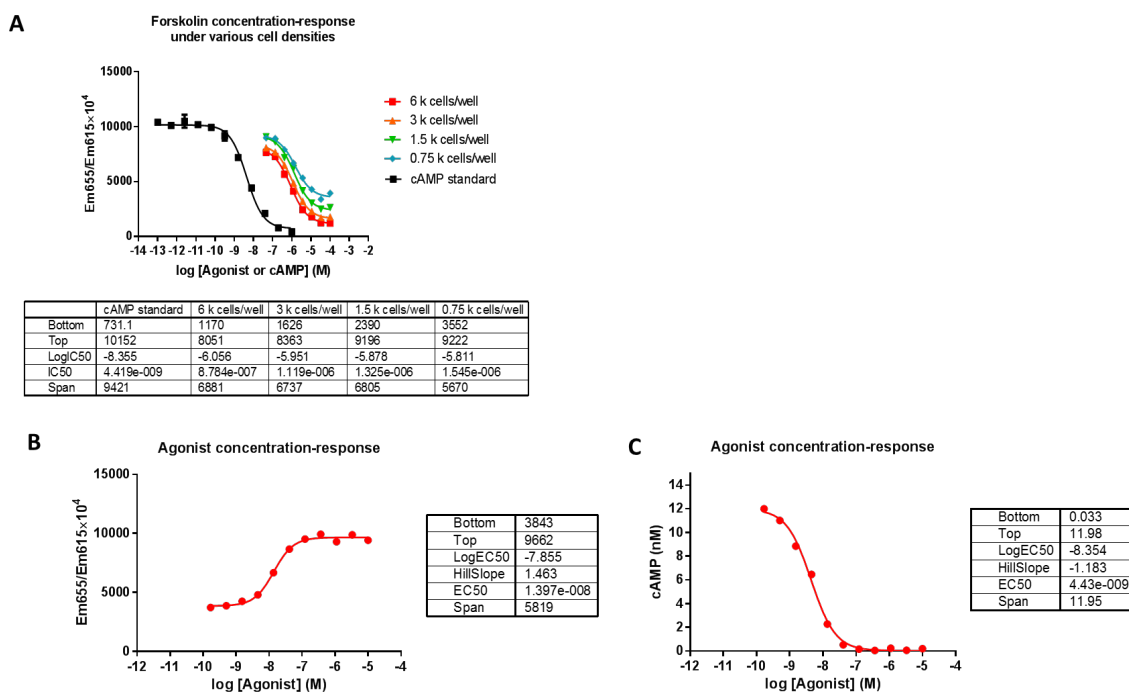 A
Forskolin concentration-response
under various cell densities
Em655/Em615×10⁴
15000
10000
5000
0
-14 -13 -12 -11 -10 -9 -8 -7 -6 -5 -4 -3 -2
log [Agonist or cAMP] (M)
6 k cells/well
3 k cells/well
1.5 k cells/well
0.75 k cells/well
cAMP standard
cAMP standard 6 k cells/well 3 k cells/well 1.5 k cells/well 0.75 k cells/well
Bottom 731.1 1170 1626 2390 3552
Top 10152 8051 8363 9196 9222
LogIC50 -8.355 -6.056 -5.951 -5.878 -5.811
IC50 4.419e-009 8.784e-007 1.119e-006 1.325e-006 1.545e-006
Span 9421 6881 6737 6805 5670
B
Agonist concentration-response
Em655/Em615×10⁴
15000
10000
5000
0
-12 -11 -10 -9 -8 -7 -6 -5 -4
log [Agonist] (M)
Bottom 3843
Top 9662
LogEC50 -7.855
HillSlope 1.463
EC50 1.397e-008
Span 5819
C
Agonist concentration-response
cAMP (nM)
14
12
10
8
6
4
2
0
-12 -11 -10 -9 -8 -7 -6 -5 -4
log [Agonist] (M)
Bottom 0.033
Top 11.98
LogEC50 -8.354
HillSlope -1.183
EC50 4.43e-009
Span 11.95